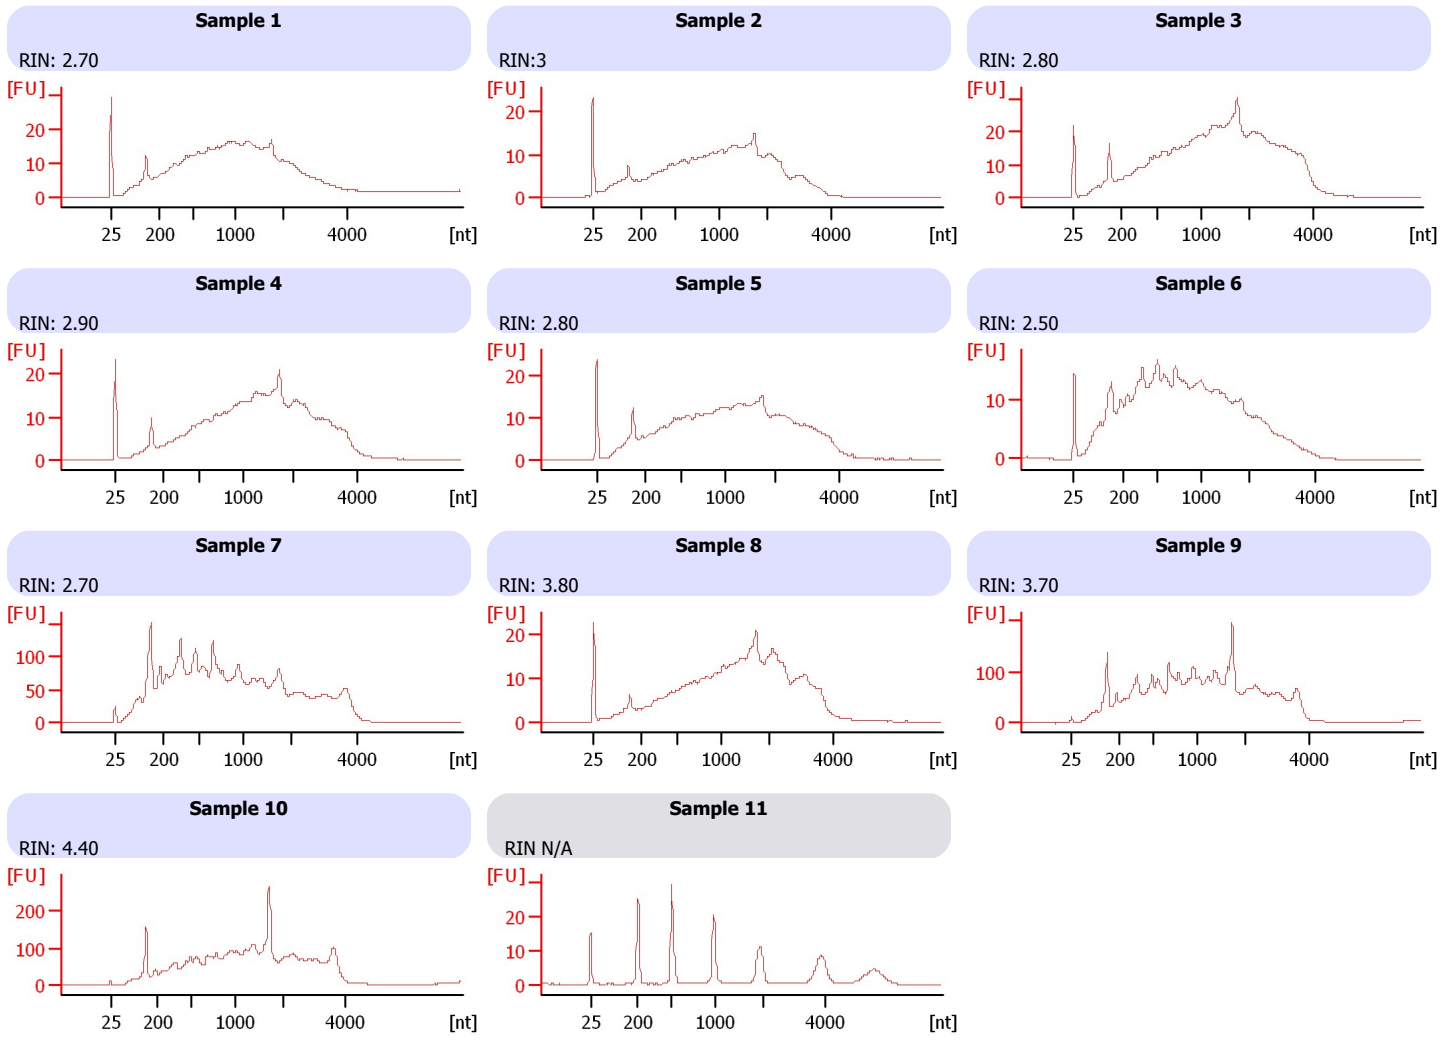 Sample 1
RIN: 2.70
[FU]
20
10
0
25 200 1000 4000 [nt]
Sample 2
RIN:3
[FU]
20
10
0
25 200 1000 4000 [nt]
Sample 3
RIN: 2.80
[FU]
20
10
0
25 200 1000 4000 [nt]
Sample 4
RIN: 2.90
[FU]
20
10
0
25 200 1000 4000 [nt]
Sample 5
RIN: 2.80
[FU]
20
10
0
25 200 1000 4000 [nt]
Sample 6
RIN: 2.50
[FU]
10
0
25 200 1000 4000 [nt]
Sample 7
RIN: 2.70
[FU]
100
50
0
25 200 1000 4000 [nt]
Sample 8
RIN: 3.80
[FU]
20
10
0
25 200 1000 4000 [nt]
Sample 9
RIN: 3.70
[FU]
100
0
25 200 1000 4000 [nt]
Sample 10
RIN: 4.40
[FU]
200
100
0
25 200 1000 4000 [nt]
Sample 11
RIN N/A
[FU]
20
10
0
25 200 1000 4000 [nt]